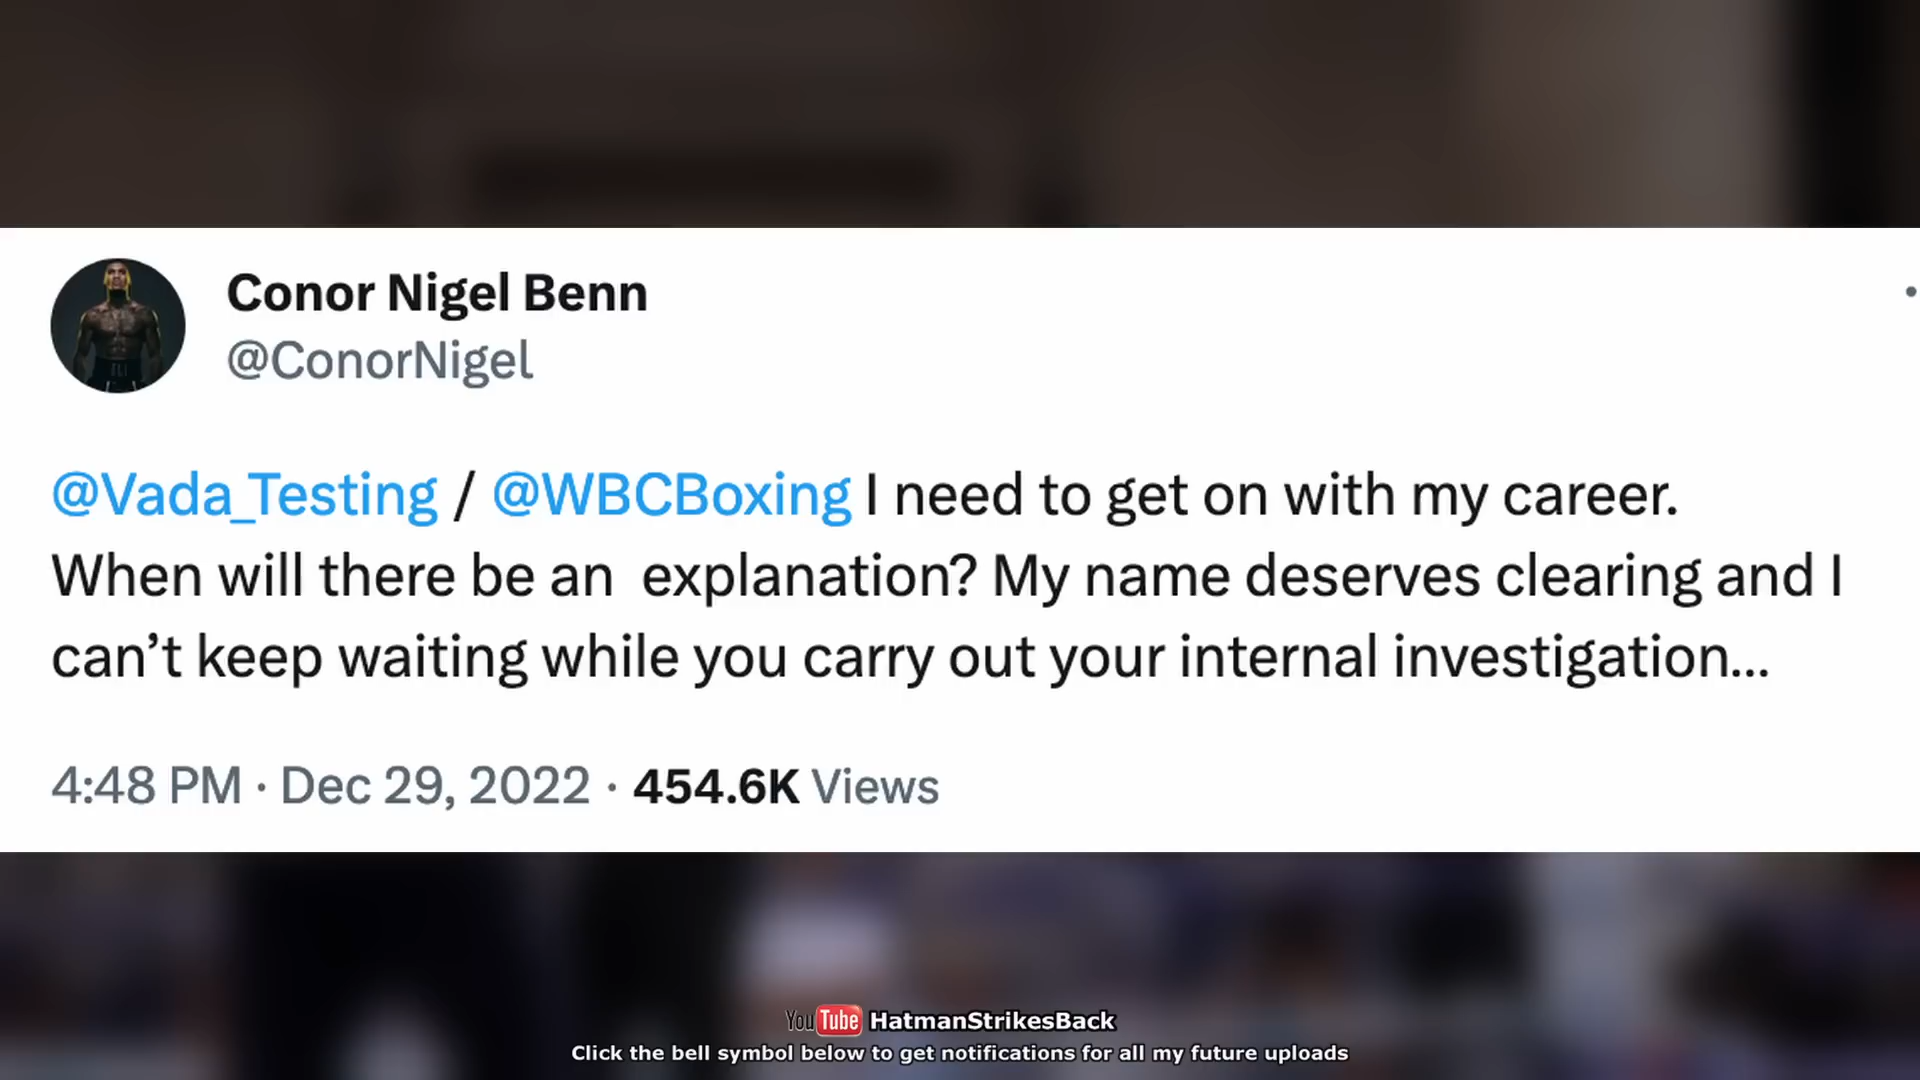 Conor Nigel Benn
@ConorNigel
@Vada_Testing / @WBCBoxing I need to get on with my career.
When will there be an  explanation? My name deserves clearing and I
can’t keep waiting while you carry out your internal investigation...
4:48 PM · Dec 29, 2022 · 454.6K Views
YouTube HatmanStrikesBack
Click the bell symbol below to get notifications for all my future uploads